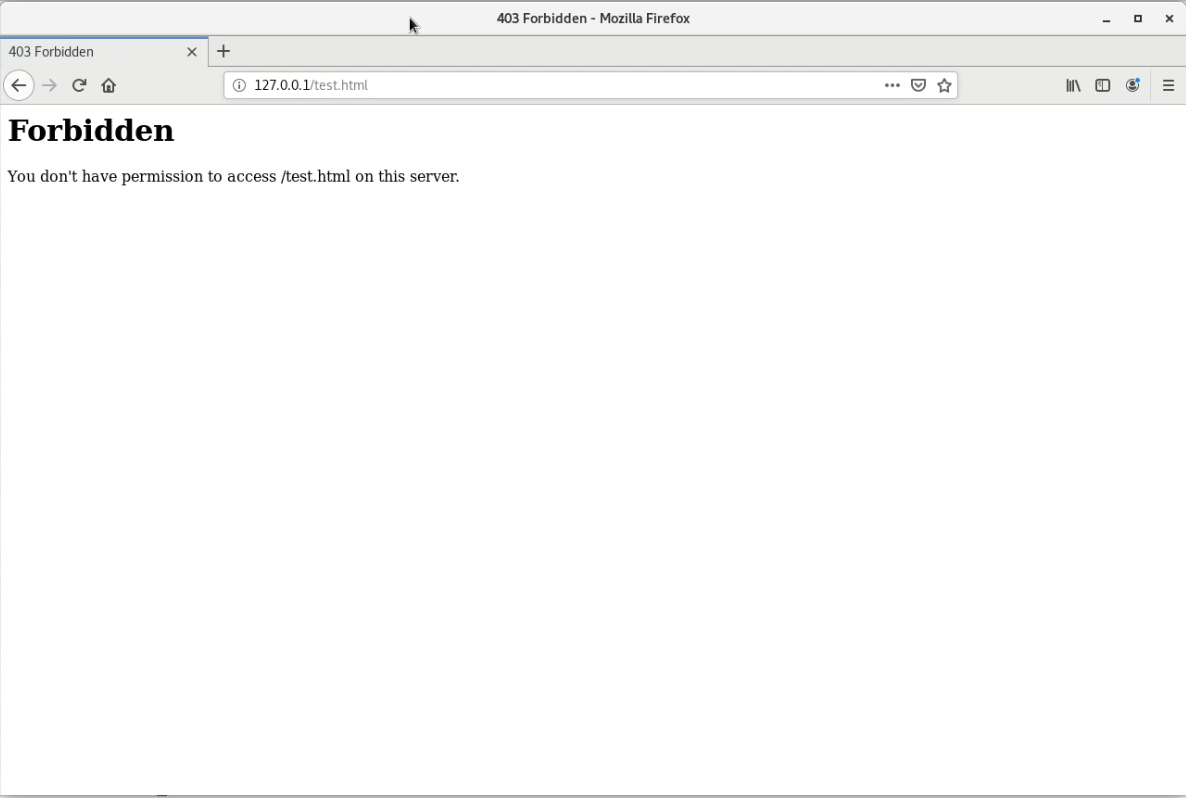 403 Forbidden - Mozilla Firefox
403 Forbidden
127.0.0.1/test.html
Forbidden
You don't have permission to access /test.html on this server.